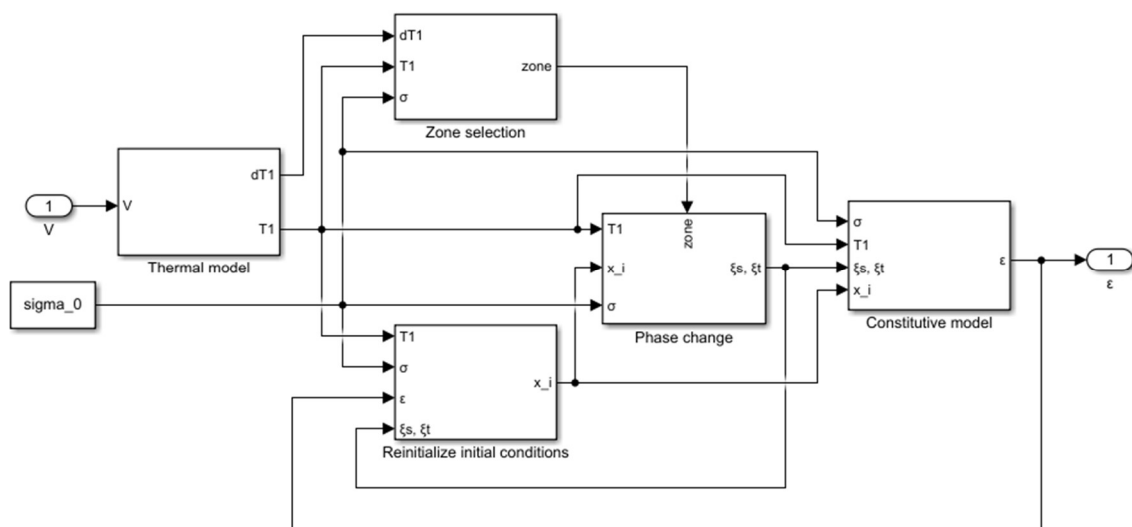 dT1
T1
σ
zone
Zone selection
V
dT1
T1
Thermal model
1
V
sigma_0
T1
x_i
σ
zone
ξs, ξt
Phase change
T1
σ
ε
ξs, ξt
x_i
Reinitialize initial conditions
σ
T1
ξs, ξt
x_i
ε
Constitutive model
1
ε